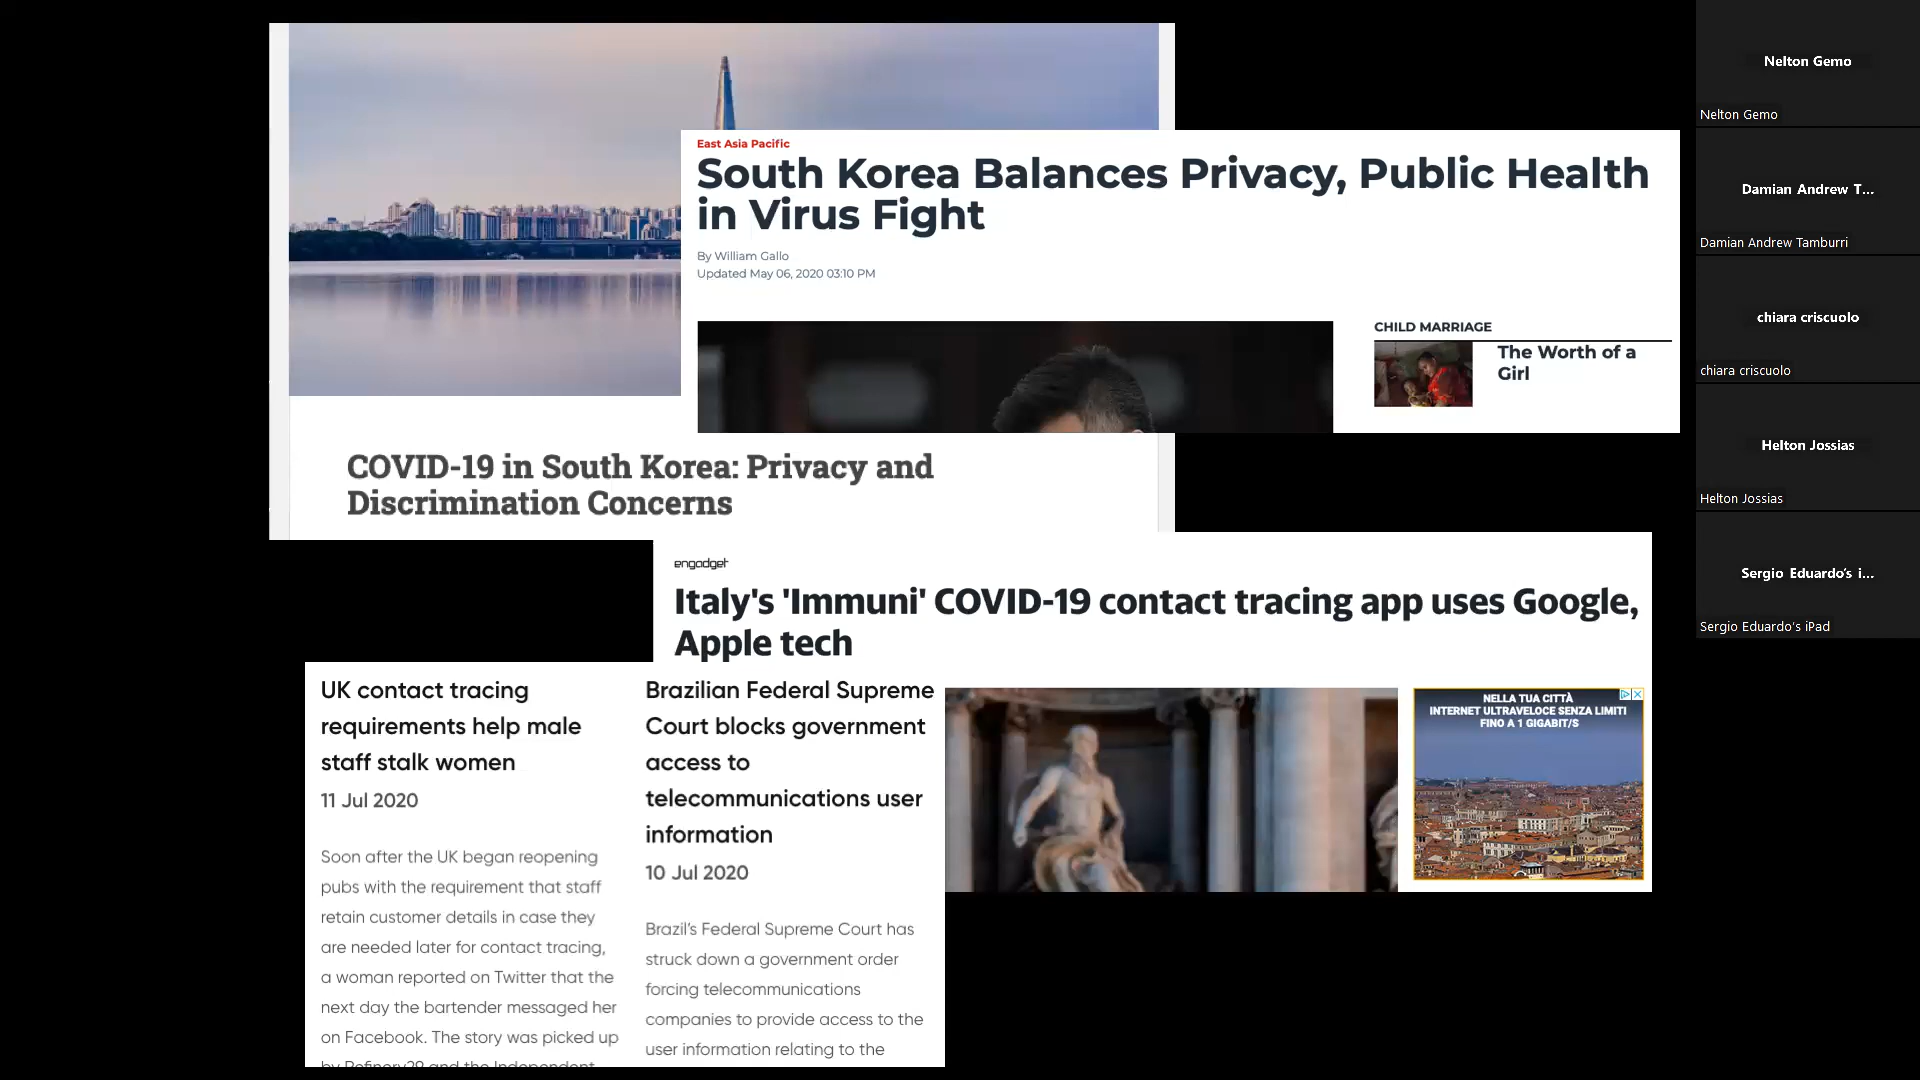 East Asia Pacific
South Korea Balances Privacy, Public Health
in Virus Fight
By William Gallo
Updated May 06, 2020 03:10 PM
CHILD MARRIAGE
The Worth of a
Girl
COVID-19 in South Korea: Privacy and
Discrimination Concerns
engadget
Italy's 'Immuni' COVID-19 contact tracing app uses Google,
Apple tech
NELLA TUA CITTÀ
INTERNET ULTRAVELOCE SENZA LIMITI
FINO A 1 GIGABIT/S
UK contact tracing
requirements help male
staff stalk women
11 Jul 2020
Soon after the UK began reopening
pubs with the requirement that staff
retain customer details in case they
are needed later for contact tracing,
a woman reported on Twitter that the
next day the bartender messaged her
on Facebook. The story was picked up
by Refinery29 and the Independent
Brazilian Federal Supreme
Court blocks government
access to
telecommunications user
information
10 Jul 2020
Brazil's Federal Supreme Court has
struck down a government order
forcing telecommunications
companies to provide access to the
user information relating to the
Nelton Gemo
Nelton Gemo
Damian Andrew T...
Damian Andrew Tamburri
chiara criscuolo
chiara criscuolo
Helton Jossias
Helton Jossias
Sergio Eduardo's i...
Sergio Eduardo's iPad